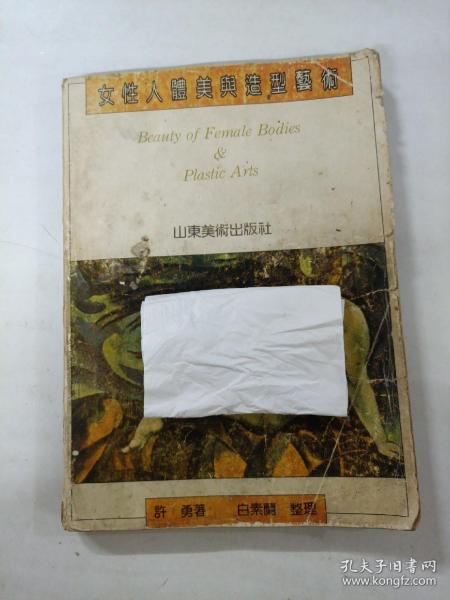 女性人體美與造型藝術
Beauty of Female Bodies
&
Plastic Arts
山東美術出版社
許 勇著 白素蘭 整理
孔夫子旧书网
www.kongfz.com